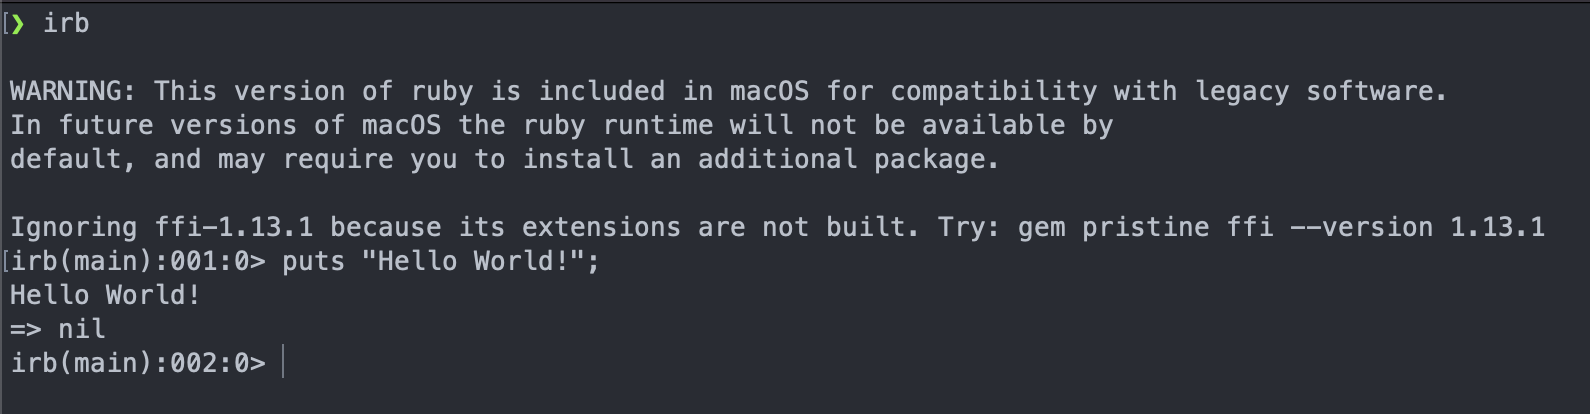 ❯ irb
WARNING: This version of ruby is included in macOS for compatibility with legacy software.
In future versions of macOS the ruby runtime will not be available by
default, and may require you to install an additional package.
Ignoring ffi-1.13.1 because its extensions are not built. Try: gem pristine ffi --version 1.13.1
irb(main):001:0> puts "Hello World!";
Hello World!
=> nil
irb(main):002:0>